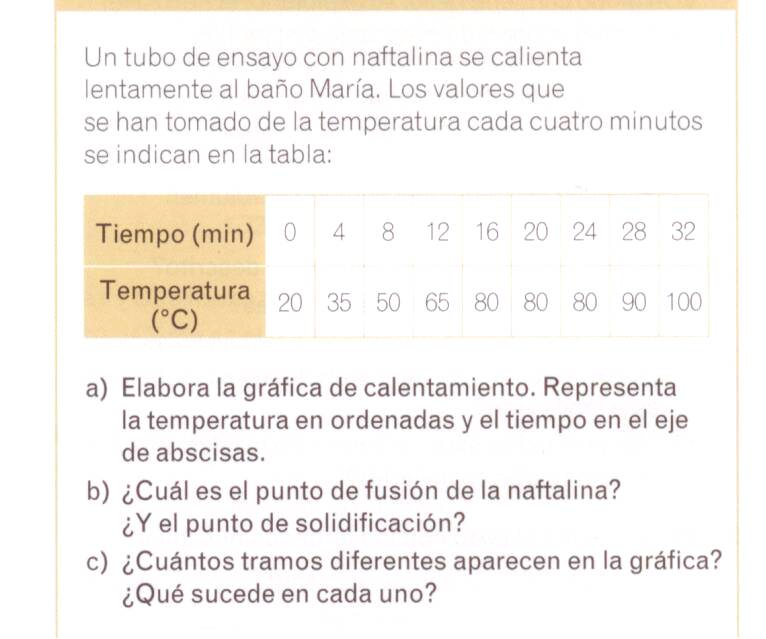 Un tubo de ensayo con naftalina se calienta
lentamente al baño María. Los valores que
se han tomado de la temperatura cada cuatro minutos
se indican en la tabla:
Tiempo (min) 0 4 8 12 16 20 24 28 32
Temperatura (°C) 20 35 50 65 80 80 80 90 100
a) Elabora la gráfica de calentamiento. Representa
la temperatura en ordenadas y el tiempo en el eje
de abscisas.
b) ¿Cuál es el punto de fusión de la naftalina?
¿Y el punto de solidificación?
c) ¿Cuántos tramos diferentes aparecen en la gráfica?
¿Qué sucede en cada uno?